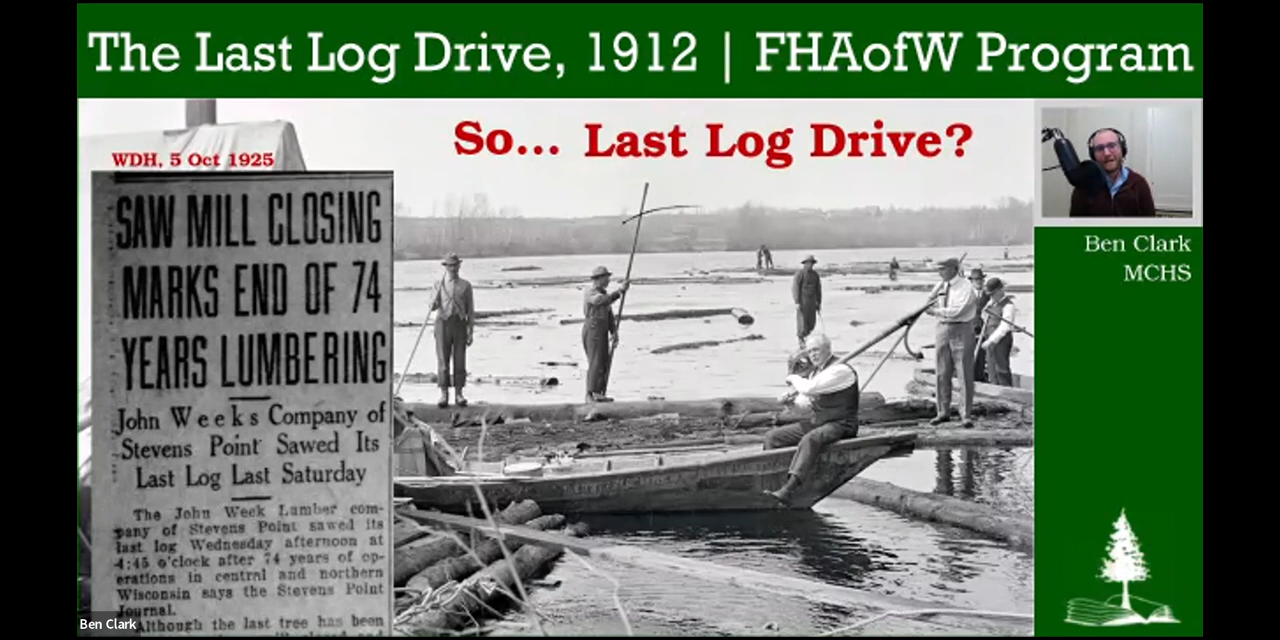 The Last Log Drive, 1912 | FHAofW Program
So... Last Log Drive?
WDH, 5 Oct 1925
SAW MILL CLOSING
MARKS END OF 74
YEARS LUMBERING
John Weeks Company of
Stevens Point Sawed Its
Last Log Last Saturday
The John Week Lumber com-
pany of Stevens Point sawed its
last log Wednesday afternoon at
4:45 o'clock after 74 years of op-
erations in central and northern
Wisconsin says the Stevens Point
Journal.
Although the last tree has been
Ben Clark
MCHS
Ben Clark